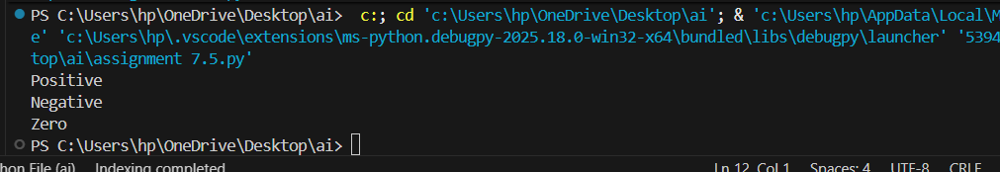 PS C:\Users\hp\OneDrive\Desktop\ai>  c:; cd 'c:\Users\hp\OneDrive\Desktop\ai'; & 'c:\Users\hp\AppData\Local\M
e' 'c:\Users\hp\.vscode\extensions\ms-python.debugpy-2025.18.0-win32-x64\bundled\libs\debugpy\launcher' '5394
top\ai\assignment 7.5.py'
Positive
Negative
Zero
PS C:\Users\hp\OneDrive\Desktop\ai>
hon File (ai) Indexing completed. Ln 12, Col 1 Spaces: 4 UTF-8 CRLF